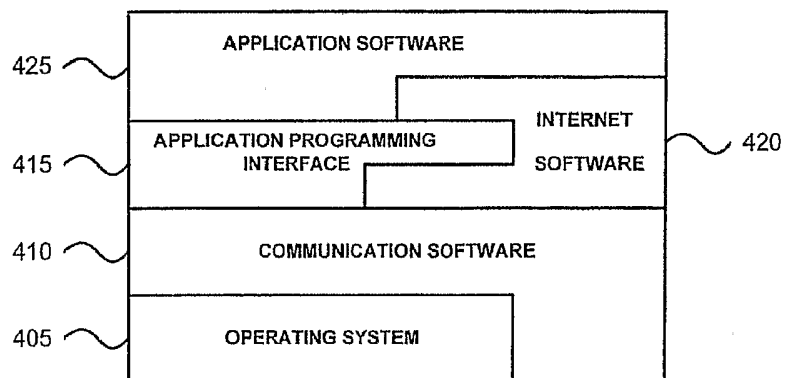 APPLICATION SOFTWARE
425
INTERNET
SOFTWARE
420
APPLICATION PROGRAMMING
INTERFACE
415
410
COMMUNICATION SOFTWARE
405
OPERATING SYSTEM